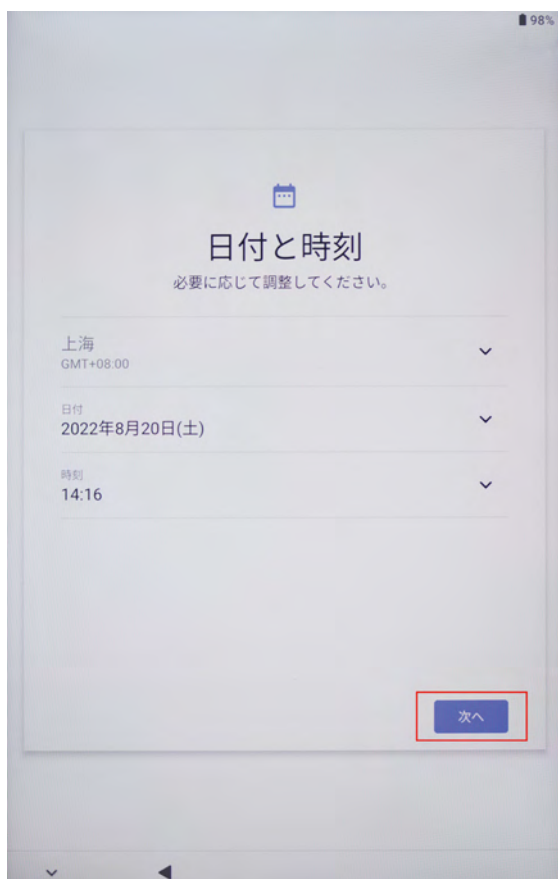 98%
日付と時刻
必要に応じて調整してください。
上海
GMT+08:00
日付
2022年8月20日(土)
時刻
14:16
次へ